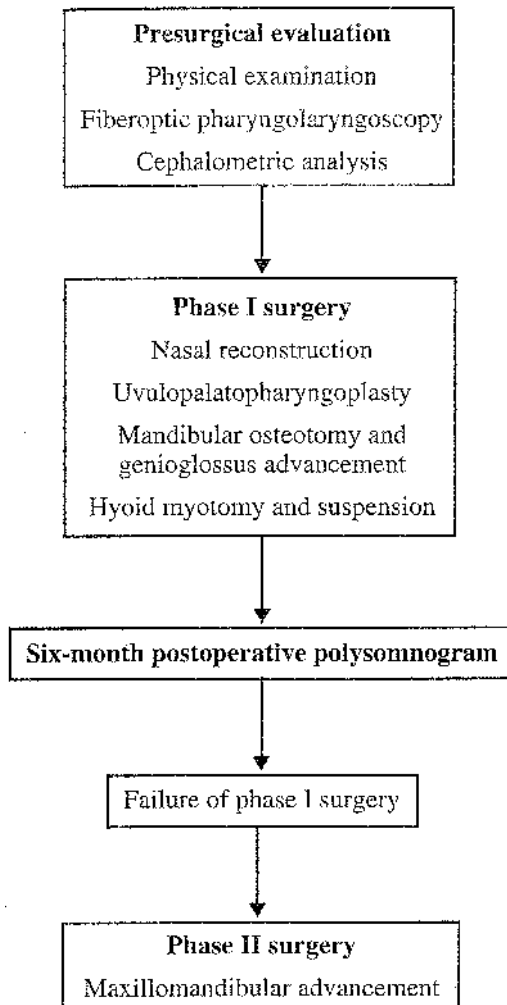 Presurgical evaluation
Physical examination
Fiberoptic pharyngolaryngoscopy
Cephalometric analysis
Phase I surgery
Nasal reconstruction
Uvulopalatopharyngoplasty
Mandibular osteotomy and
genioglossus advancement
Hyoid myotomy and suspension
Six-month postoperative polysomnogram
Failure of phase I surgery
Phase II surgery
Maxillomandibular advancement